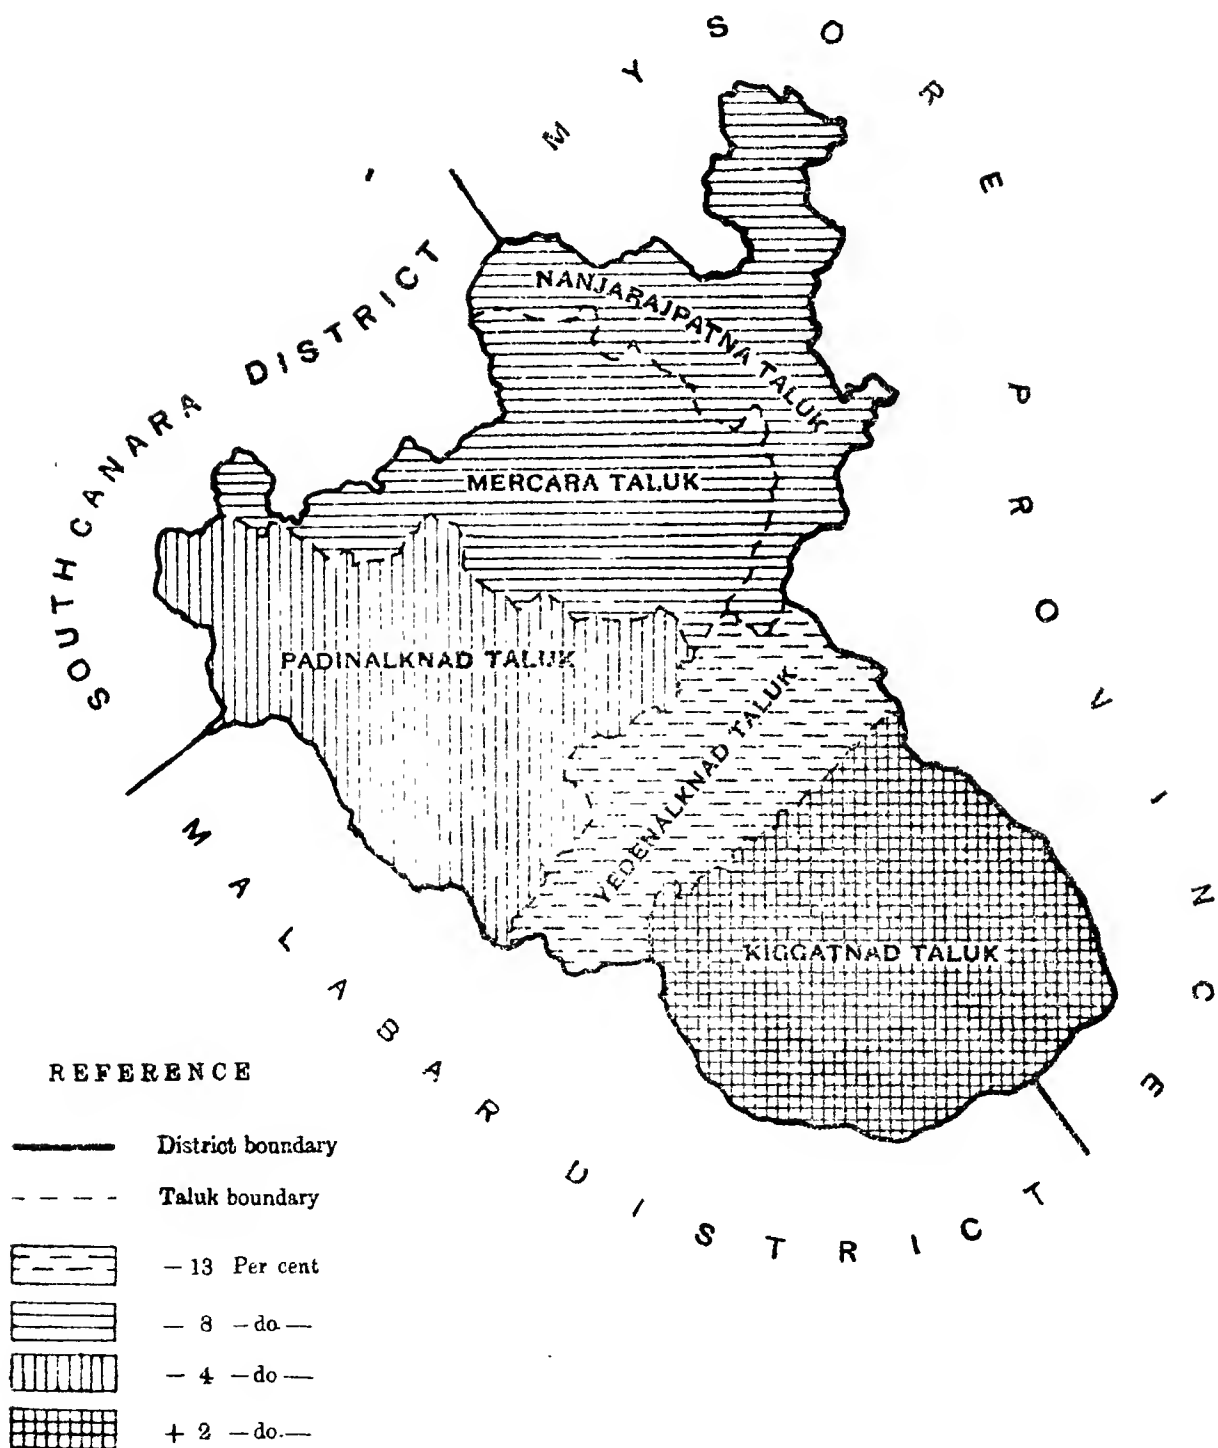 MYSORE PROVINCE
SOUTH CANARA DISTRICT
NANJARAJPATNA TALUK
MERCARA TALUK
PADINALKNAD TALUK
YEDENALKNAD TALUK
KIGGATNAD TALUK
MALABAR DISTRICT
REFERENCE
District boundary
Taluk boundary
— 13 Per cent
— 8 —do—
— 4 —do—
+ 2 —do.—